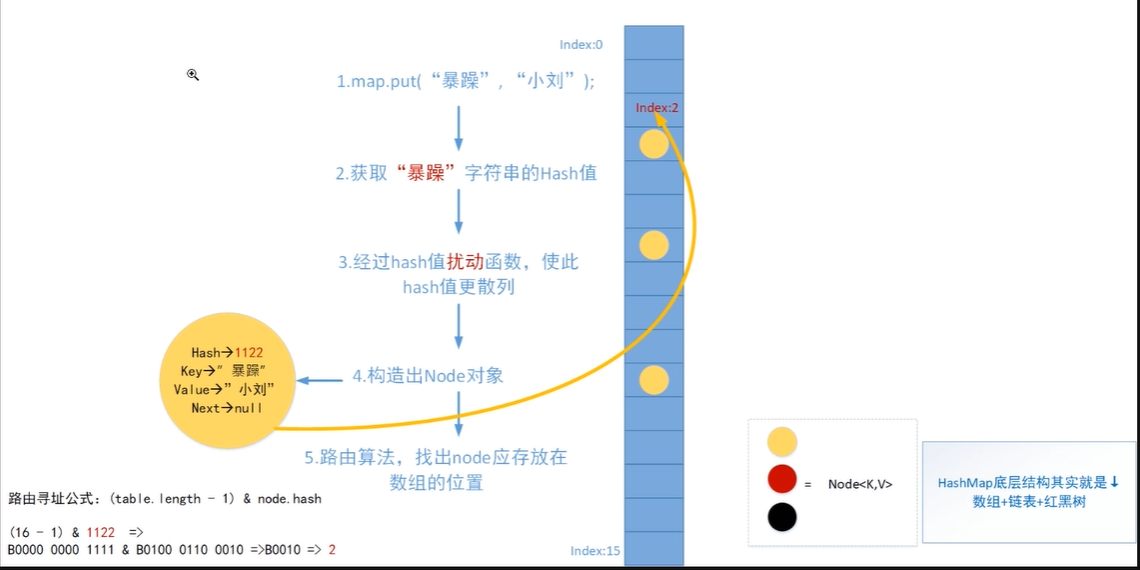 Index:0
1.map.put(“暴躁”,“小刘”);
Index:2
2.获取“暴躁”字符串的Hash值
3.经过hash值扰动函数，使此
hash值更散列
Hash→1122
Key→"暴躁"
Value→”小刘”
Next→null
4.构造出Node对象
5.路由算法，找出node应存放在
数组的位置
= Node<K,V>
HashMap底层结构其实就是↓
数组+链表+红黑树
路由寻址公式：(table.length - 1) & node.hash
(16 - 1) & 1122 =>
B0000 0000 1111 & B0100 0110 0010 =>B0010 => 2
Index:15